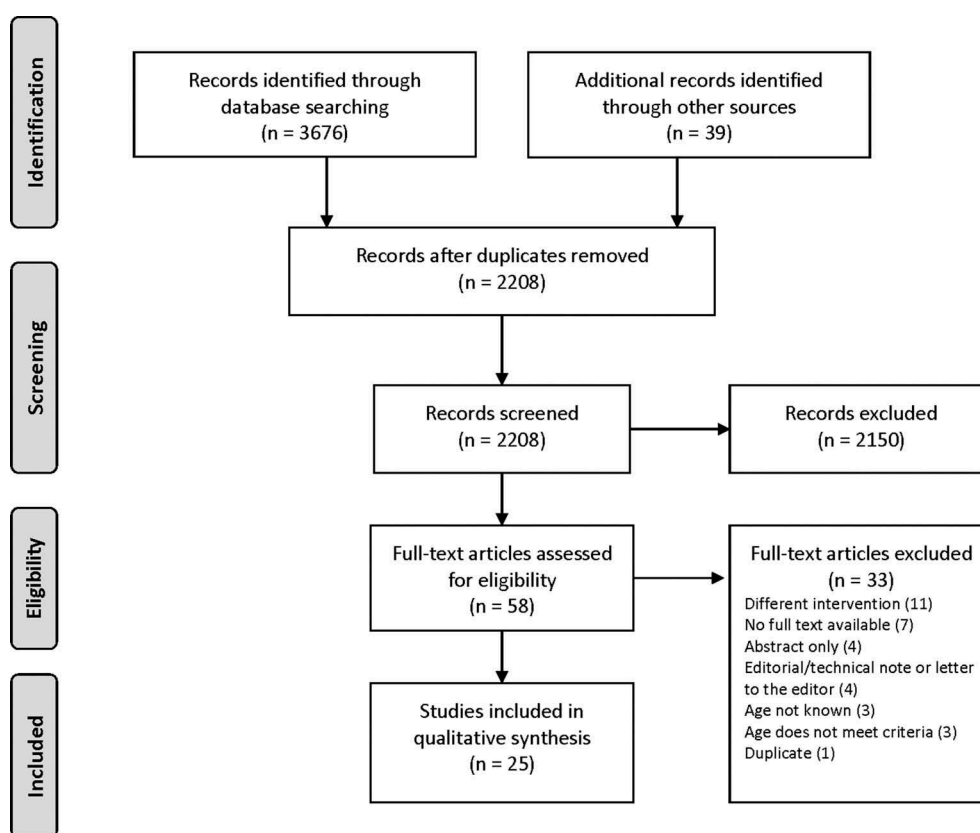 Identification
Records identified through
database searching
(n = 3676)
Additional records identified
through other sources
(n = 39)
Records after duplicates removed
(n = 2208)
Screening
Records screened
(n = 2208)
Records excluded
(n = 2150)
Eligibility
Full-text articles assessed
for eligibility
(n = 58)
Full-text articles excluded
(n = 33)
Different intervention (11)
No full text available (7)
Abstract only (4)
Editorial/technical note or letter
to the editor (4)
Age not known (3)
Age does not meet criteria (3)
Duplicate (1)
Included
Studies included in
qualitative synthesis
(n = 25)